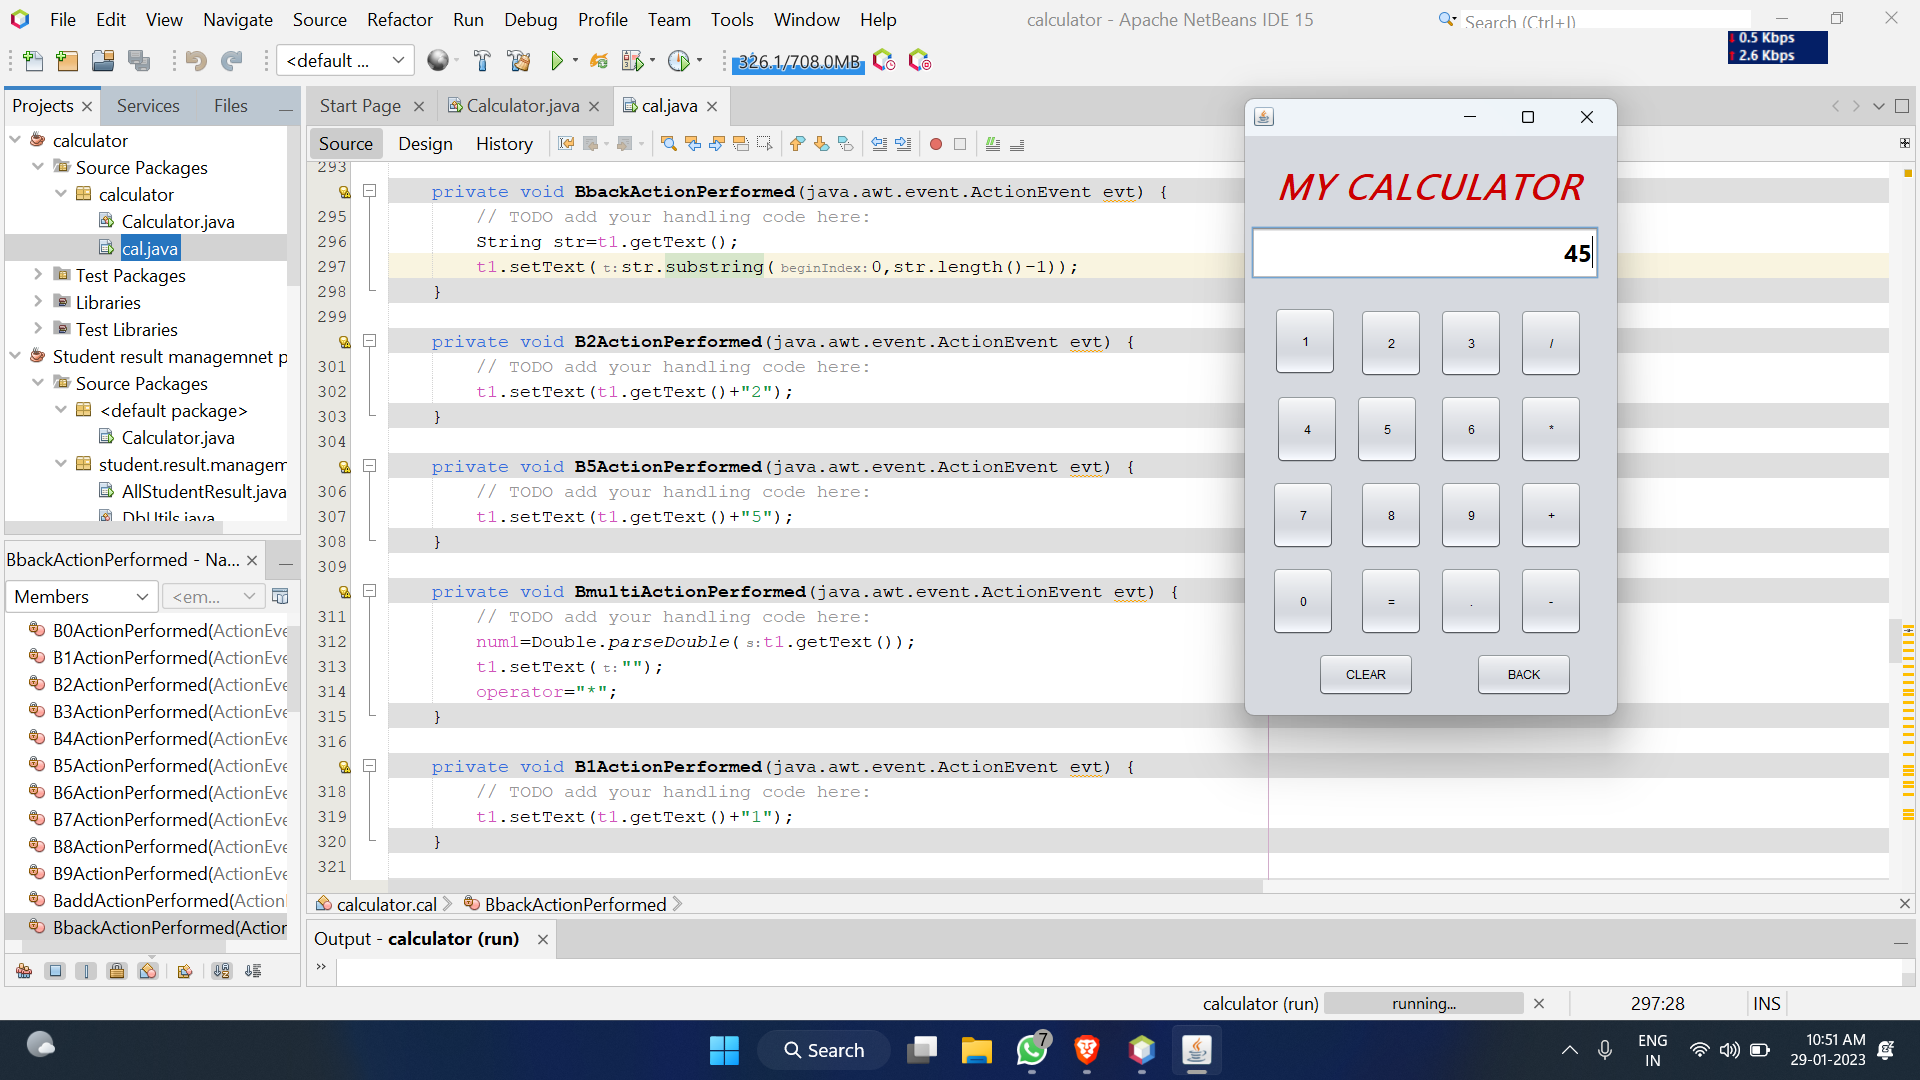 File Edit View Navigate Source Refactor Run Debug Profile Team Tools Window Help
calculator - Apache NetBeans IDE 15
Search (Ctrl+I)
0.5 Kbps
2.6 Kbps
<default ...
326.1/708.0MB
Projects Services Files
Start Page Calculator.java cal.java
Source Design History
calculator
Source Packages
calculator
Calculator.java
cal.java
Test Packages
Libraries
Test Libraries
Student result managemnet p
Source Packages
<default package>
Calculator.java
student.result.managem
AllStudentResult.java
DbUtils.java
BbackActionPerformed - Na...
Members <em...
B0ActionPerformed(ActionEve
B1ActionPerformed(ActionEve
B2ActionPerformed(ActionEve
B3ActionPerformed(ActionEve
B4ActionPerformed(ActionEve
B5ActionPerformed(ActionEve
B6ActionPerformed(ActionEve
B7ActionPerformed(ActionEve
B8ActionPerformed(ActionEve
B9ActionPerformed(ActionEve
BaddActionPerformed(Action
BbackActionPerformed(Action
293
private void BbackActionPerformed(java.awt.event.ActionEvent evt) {
295 // TODO add your handling code here:
296 String str=t1.getText();
297 t1.setText( t: str.substring( beginIndex: 0,str.length()-1));
298 }
299
private void B2ActionPerformed(java.awt.event.ActionEvent evt) {
301 // TODO add your handling code here:
302 t1.setText(t1.getText()+"2");
303 }
304
private void B5ActionPerformed(java.awt.event.ActionEvent evt) {
306 // TODO add your handling code here:
307 t1.setText(t1.getText()+"5");
308 }
309
private void BmultiActionPerformed(java.awt.event.ActionEvent evt) {
311 // TODO add your handling code here:
312 num1=Double.parseDouble( s: t1.getText());
313 t1.setText( t: "");
314 operator="*";
315 }
316
private void B1ActionPerformed(java.awt.event.ActionEvent evt) {
318 // TODO add your handling code here:
319 t1.setText(t1.getText()+"1");
320 }
321
calculator.cal BbackActionPerformed
Output - calculator (run)
MY CALCULATOR
45
1 2 3 /
4 5 6 *
7 8 9 +
0 = . -
CLEAR BACK
calculator (run) running... 297:28 INS
Search
7
ENG
IN
10:51 AM
29-01-2023